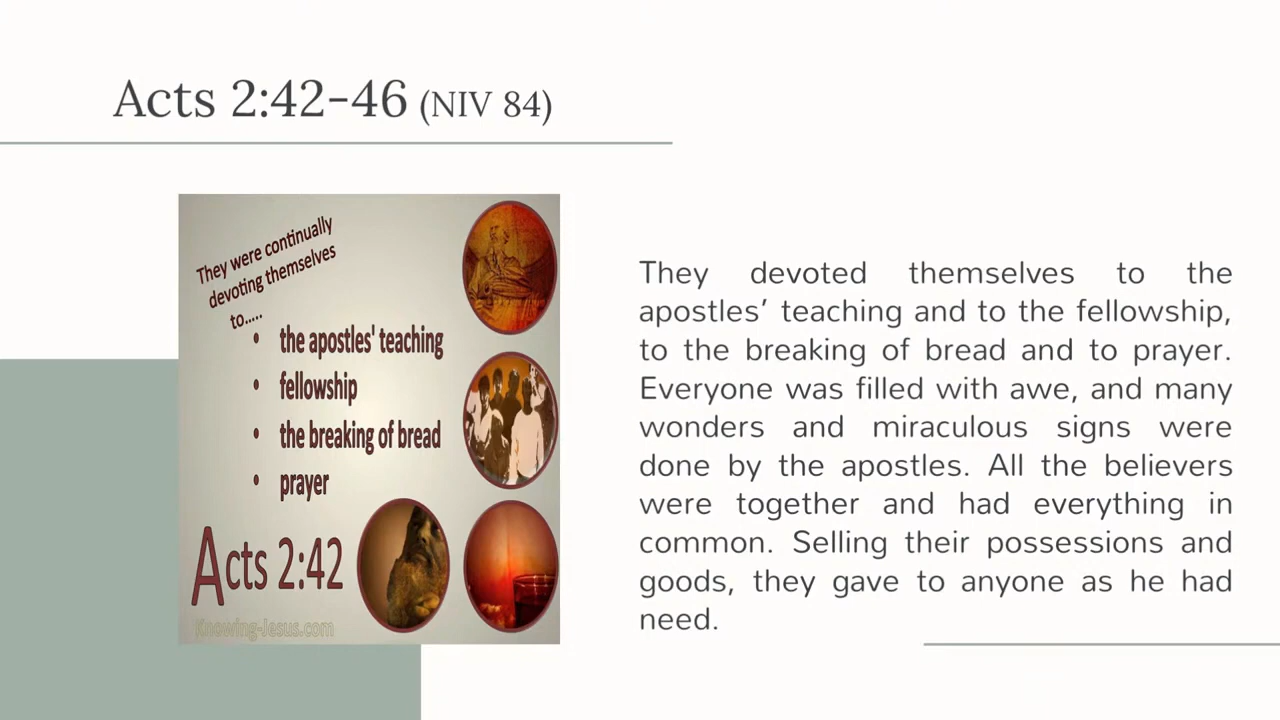 Acts 2:42-46 (NIV 84)
They were continually
devoting themselves
to.....
• the apostles' teaching
• fellowship
• the breaking of bread
• prayer
Acts 2:42
Knowing-Jesus.com
They devoted themselves to the
apostles’ teaching and to the fellowship,
to the breaking of bread and to prayer.
Everyone was filled with awe, and many
wonders and miraculous signs were
done by the apostles. All the believers
were together and had everything in
common. Selling their possessions and
goods, they gave to anyone as he had
need.